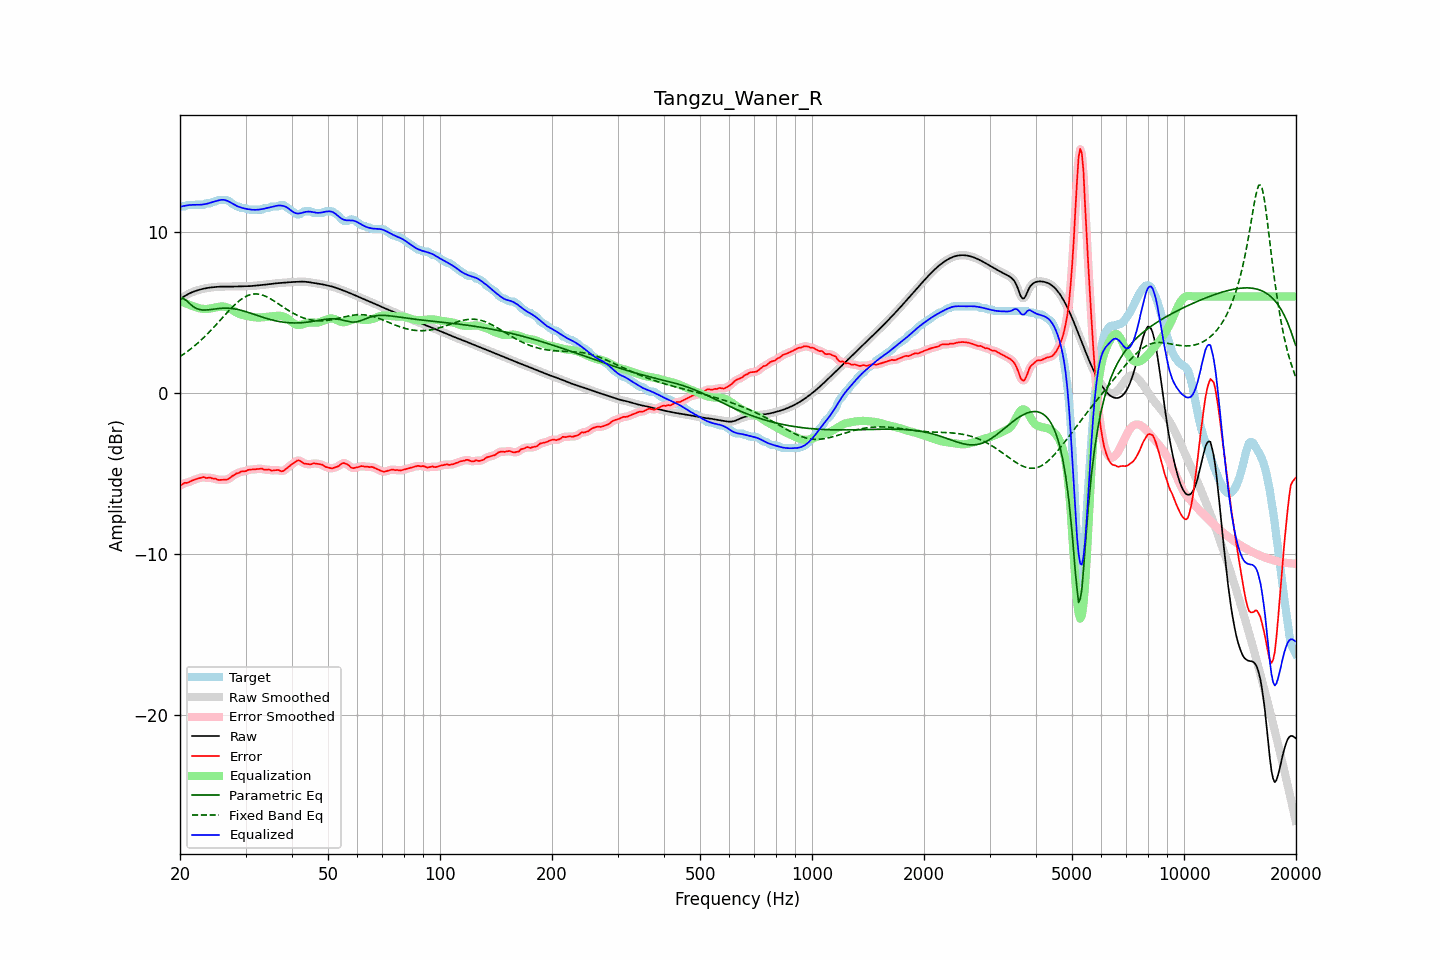 Tangzu_Waner_R
Amplitude (dBr)
10
0
−10
−20
Target
Raw Smoothed
Error Smoothed
Raw
Error
Equalization
Parametric Eq
Fixed Band Eq
Equalized
20 50 100 200 500 1000 2000 5000 10000 20000
Frequency (Hz)